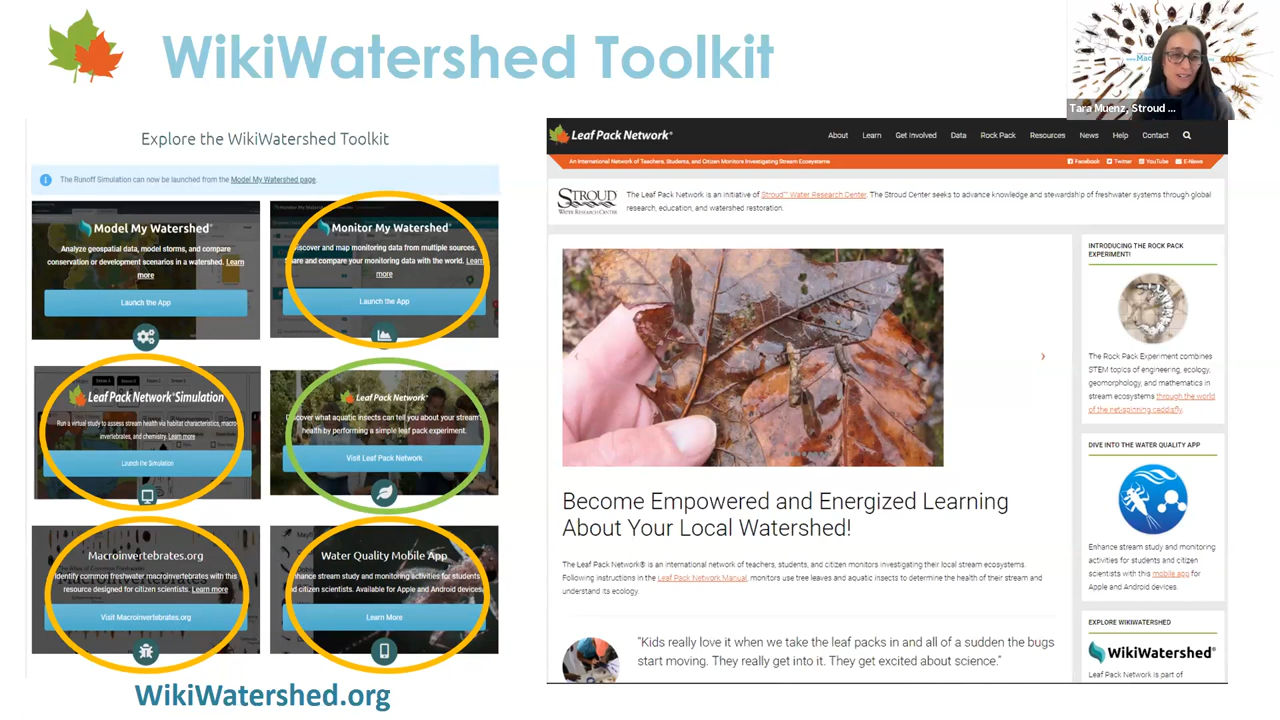 WikiWatershed Toolkit
Tara Muenz, Stroud ...
Explore the WikiWatershed Toolkit
The Runoff Simulation can now be launched from the Model My Watershed page.
Model My Watershed®
Analyze geospatial data, model storms, and compare
conservation or development scenarios in a watershed. Learn
more
Launch the App
Monitor My Watershed®
Discover and map monitoring data from multiple sources.
Share and compare your monitoring data with the world. Learn
more
Launch the App
Leaf Pack Network® Simulation
Run a virtual study to assess stream health via habitat characteristics, macro-
invertebrates, and chemistry. Learn more
Launch the Simulation
Leaf Pack Network®
Discover what aquatic insects can tell you about your stream's
health by performing a simple leaf pack experiment.
Visit Leaf Pack Network
Macroinvertebrates.org
Identify common freshwater macroinvertebrates with this
resource designed for citizen scientists. Learn more
Visit Macroinvertebrates.org
Water Quality Mobile App
Enhance stream study and monitoring activities for students
and citizen scientists. Available for Apple and Android devices.
Learn More
WikiWatershed.org
Leaf Pack Network®
About Learn Get Involved Data Rock Pack Resources News Help Contact
An International Network of Teachers, Students, and Citizen Monitors Investigating Stream Ecosystems
Facebook Twitter YouTube E-News
STROUD
WATER RESEARCH CENTER
The Leaf Pack Network is an initiative of Stroud™ Water Research Center. The Stroud Center seeks to advance knowledge and stewardship of freshwater systems through global
research, education, and watershed restoration.
Become Empowered and Energized Learning
About Your Local Watershed!
The Leaf Pack Network® is an international network of teachers, students, and citizen monitors investigating their local stream ecosystems.
Following instructions in the Leaf Pack Network Manual, monitors use tree leaves and aquatic insects to determine the health of their stream and
understand its ecology.
"Kids really love it when we take the leaf packs in and all of a sudden the bugs
start moving. They really get into it. They get excited about science."
INTRODUCING THE ROCK PACK
EXPERIMENT!
The Rock Pack Experiment combines
STEM topics of engineering, ecology,
geomorphology, and mathematics in
stream ecosystems through the world
of the net-spinning caddisfly.
DIVE INTO THE WATER QUALITY APP
Enhance stream study and monitoring
activities for students and citizen
scientists with this mobile app for
Apple and Android devices.
EXPLORE WIKIWATERSHED
WikiWatershed®
Leaf Pack Network is part of